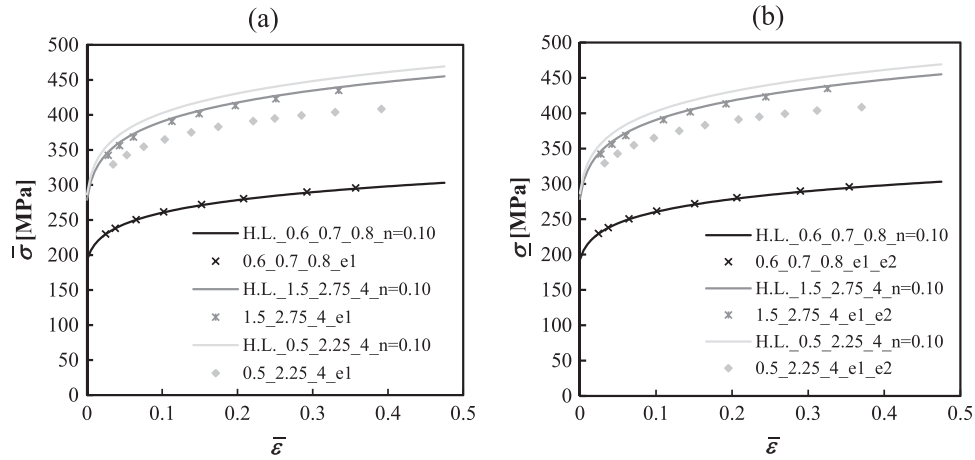 (a)
500
450
400
350
300
250
200
150
100
50
0
σ̅ [MPa]
0
0.1
0.2
0.3
0.4
0.5
ε̅
H.L._0.6_0.7_0.8_n=0.10
0.6_0.7_0.8_e1
H.L._1.5_2.75_4_n=0.10
1.5_2.75_4_e1
H.L._0.5_2.25_4_n=0.10
0.5_2.25_4_e1
(b)
500
450
400
350
300
250
200
150
100
50
0
σ [MPa]
0
0.1
0.2
0.3
0.4
0.5
ε̅
H.L._0.6_0.7_0.8_n=0.10
0.6_0.7_0.8_e1_e2
H.L._1.5_2.75_4_n=0.10
1.5_2.75_4_e1_e2
H.L._0.5_2.25_4_n=0.10
0.5_2.25_4_e1_e2